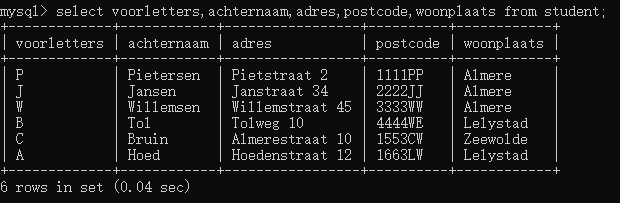 mysql> select voorletters,achternaam,adres,postcode,woonplaats from student;
+-------------+------------+------------------+----------+------------+
| voorletters | achternaam | adres            | postcode | woonplaats |
+-------------+------------+------------------+----------+------------+
| P           | Pietersen  | Pietstraat 2     | 1111PP   | Almere     |
| J           | Jansen     | Janstraat 34     | 2222JJ   | Almere     |
| W           | Willemsen  | Willemstraat 45  | 3333WW   | Almere     |
| B           | Tol        | Tolweg 10        | 4444WE   | Lelystad   |
| C           | Bruin      | Almerestraat 10  | 1553CW   | Zeewolde   |
| A           | Hoed       | Hoedenstraat 12  | 1663LW   | Lelystad   |
+-------------+------------+------------------+----------+------------+
6 rows in set (0.04 sec)